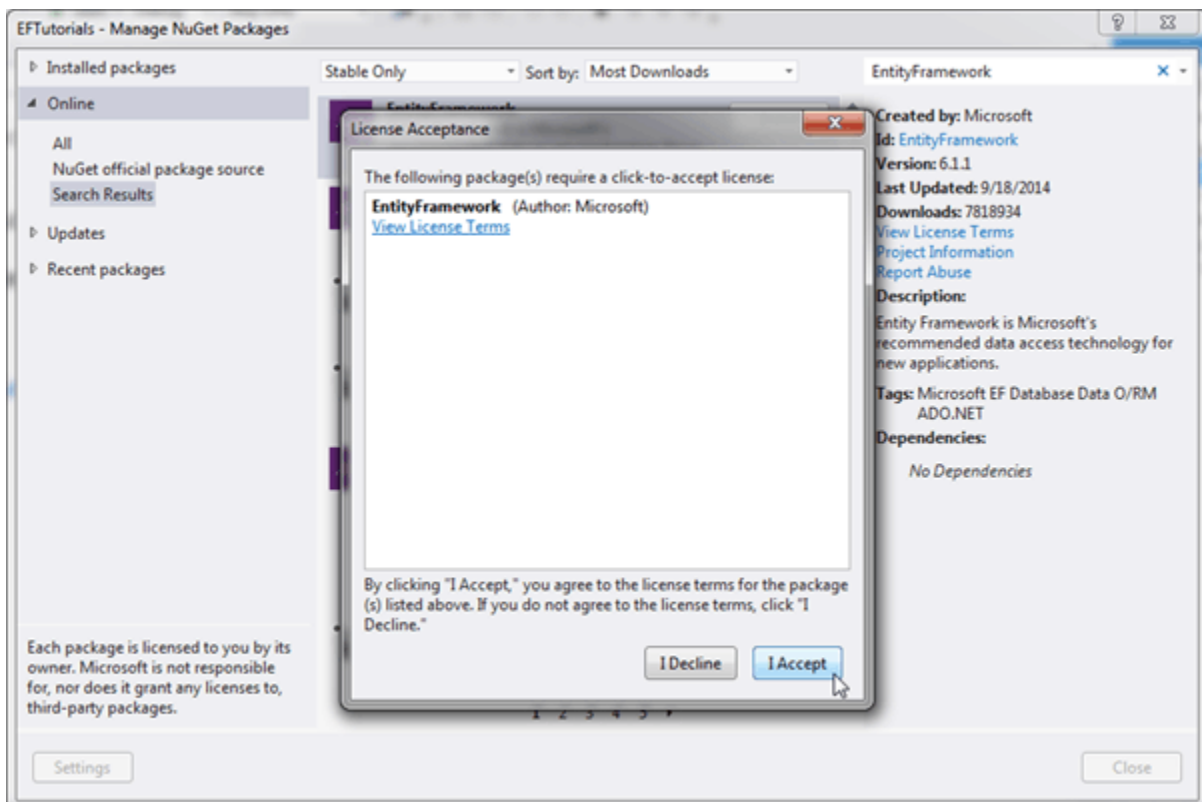 EFTutorials - Manage NuGet Packages
Installed packages
Online
All
NuGet official package source
Search Results
Updates
Recent packages
Each package is licensed to you by its
owner. Microsoft is not responsible
for, nor does it grant any licenses to,
third-party packages.
Settings
Stable Only
Sort by: Most Downloads
EntityFramework
License Acceptance
The following package(s) require a click-to-accept license:
EntityFramework (Author: Microsoft)
View License Terms
By clicking "I Accept," you agree to the license terms for the package
(s) listed above. If you do not agree to the license terms, click "I
Decline."
I Decline
I Accept
1 2 3 4 5
EntityFramework
Created by: Microsoft
Id: EntityFramework
Version: 6.1.1
Last Updated: 9/18/2014
Downloads: 7818934
View License Terms
Project Information
Report Abuse
Description:
Entity Framework is Microsoft's
recommended data access technology for
new applications.
Tags: Microsoft EF Database Data O/RM
ADO.NET
Dependencies:
No Dependencies
Close